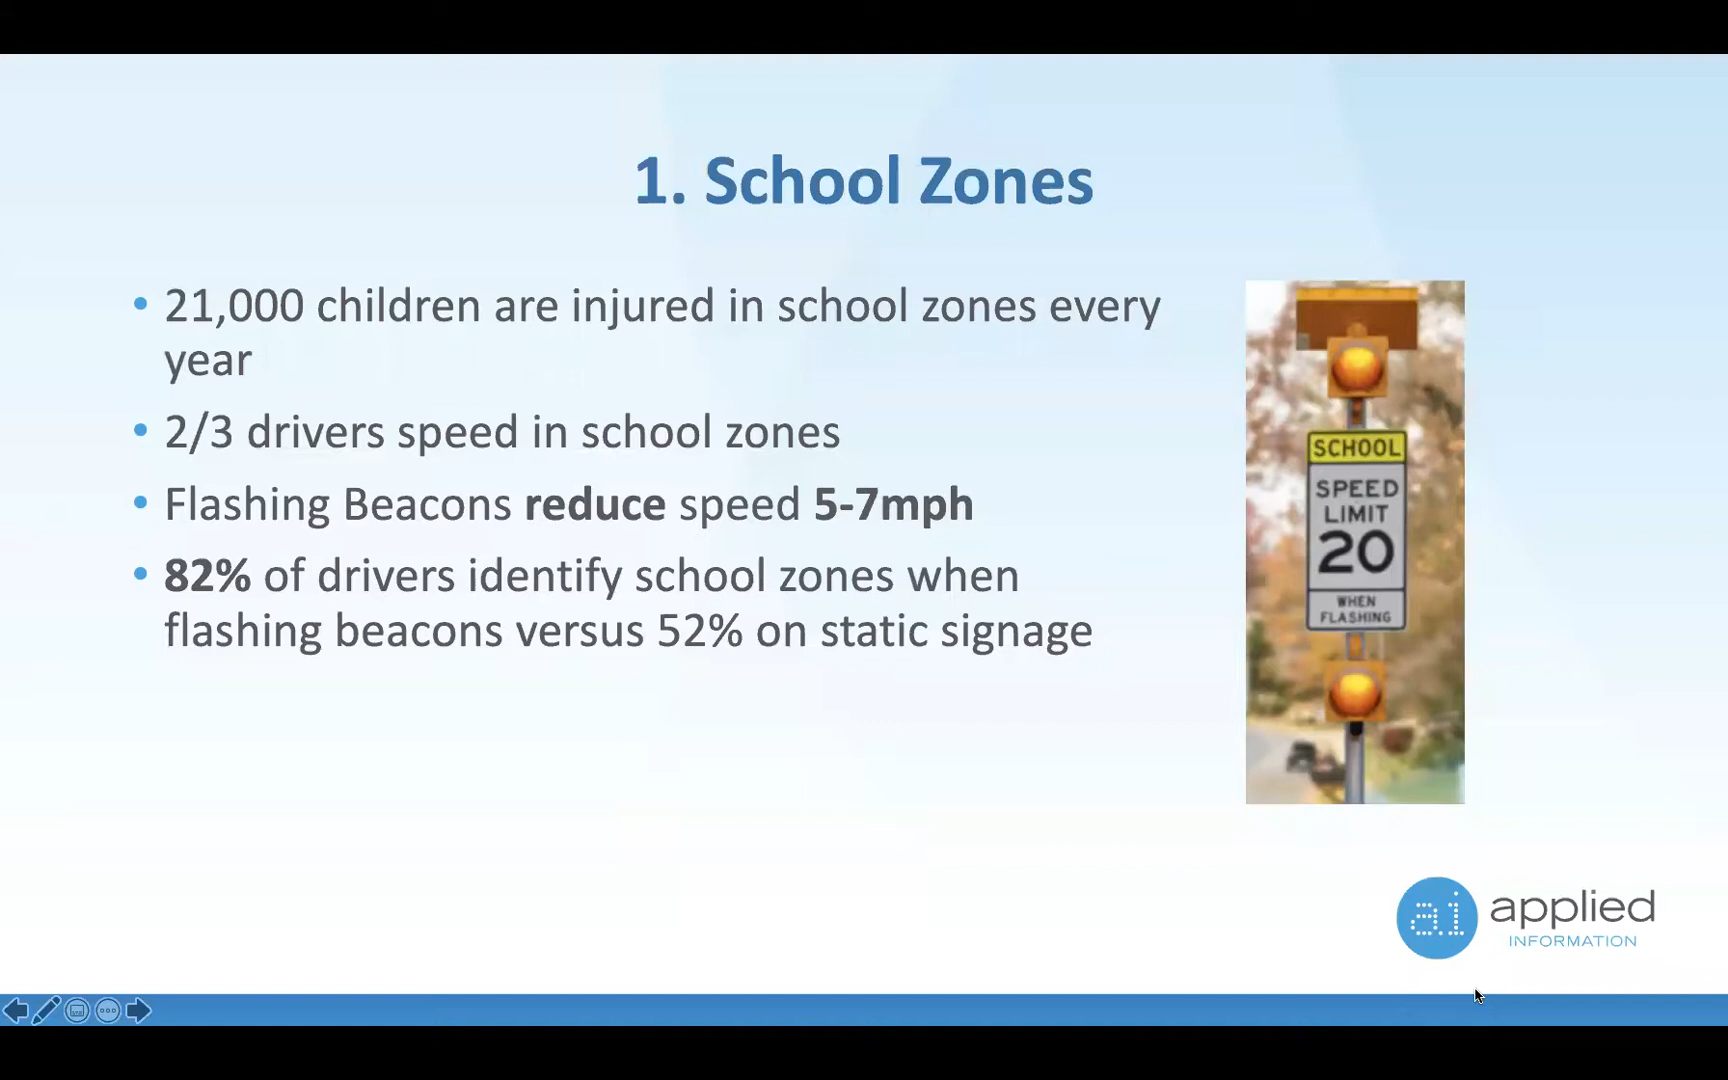 1. School Zones
• 21,000 children are injured in school zones every
year
• 2/3 drivers speed in school zones
• Flashing Beacons reduce speed 5-7mph
• 82% of drivers identify school zones when
flashing beacons versus 52% on static signage
SCHOOL
SPEED
LIMIT
20
WHEN
FLASHING
ai applied
INFORMATION